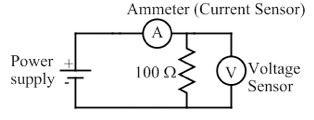 Ammeter (Current Sensor)
A
Power
supply
+
-
100 Ω
V
Voltage
Sensor